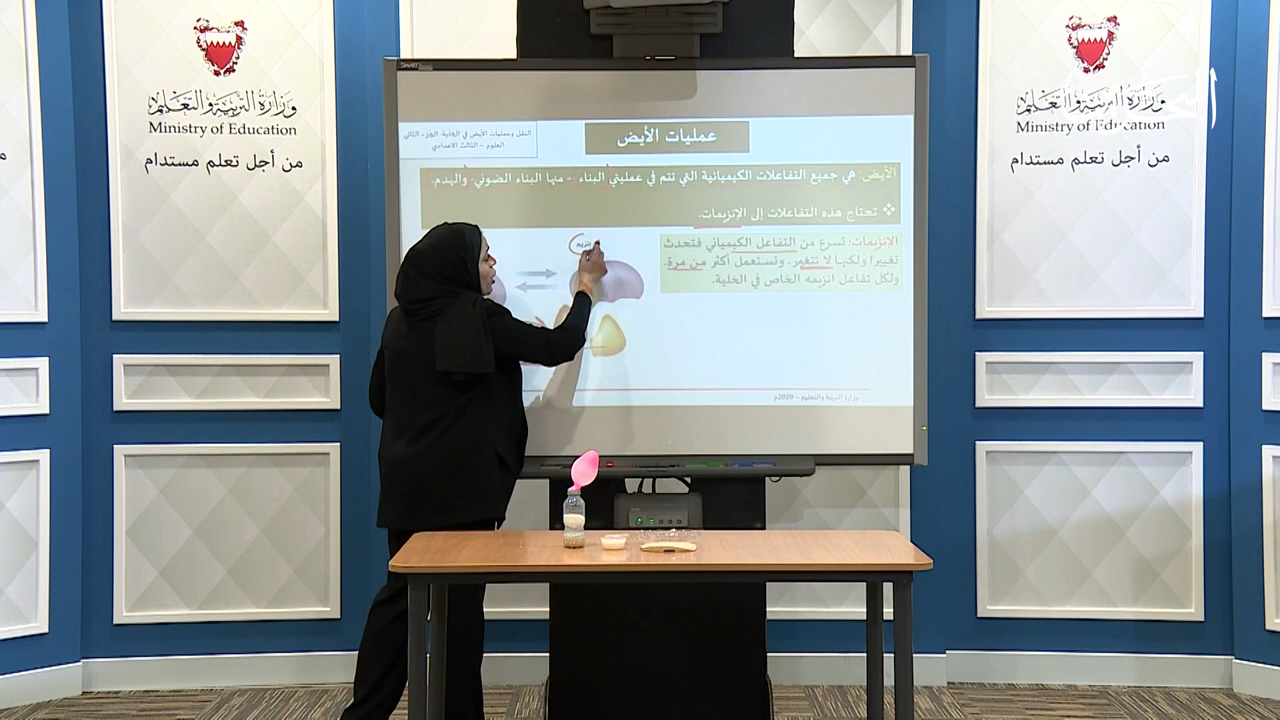 وزارة التربية والتعليم
Ministry of Education
من أجل تعلم مستدام
وزارة التربية والتعليم
Ministry of Education
من أجل تعلم مستدام
SMART
النقل وعمليات الأيض في الخلية- الجزء الثاني
العلوم – الثالث الاعدادي
عمليات الأيض
الأيض: هي جميع التفاعلات الكيميائية التي تتم في عمليتي البناء – منها البناء الضوئي- والهدم.
❖ تحتاج هذه التفاعلات إلى الإنزيمات.
الإنزيمات: تسرع من التفاعل الكيميائي فتحدث
تغييرا ولكنها لا تتغير، وتستعمل أكثر من مرة.
ولكل تفاعل انزيمه الخاص في الخلية.
إنزيم
وزارة التربية والتعليم – 2020م